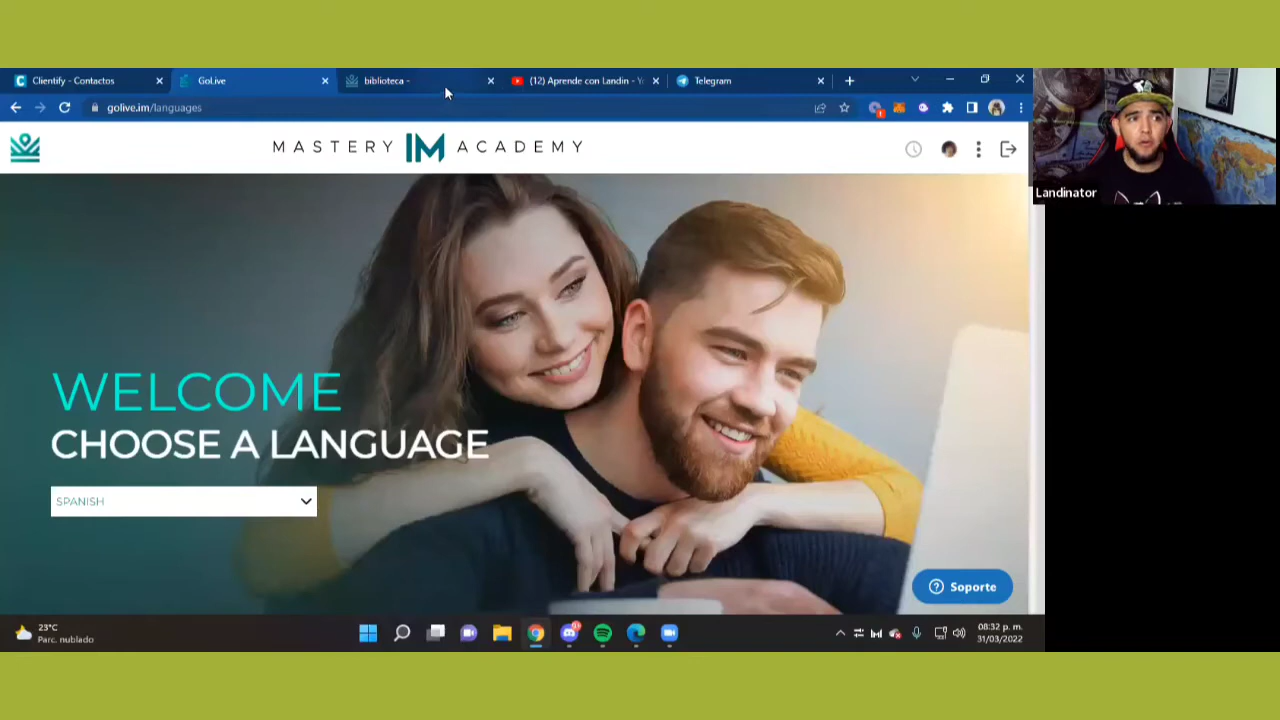 Clientify - Contactos
GoLive
biblioteca -
(12) Aprende con Landin - Y
Telegram
golive.im/languages
MASTERY IM ACADEMY
Landinator
WELCOME
CHOOSE A LANGUAGE
SPANISH
Soporte
23°C
Parc. nublado
08:32 p. m.
31/03/2022